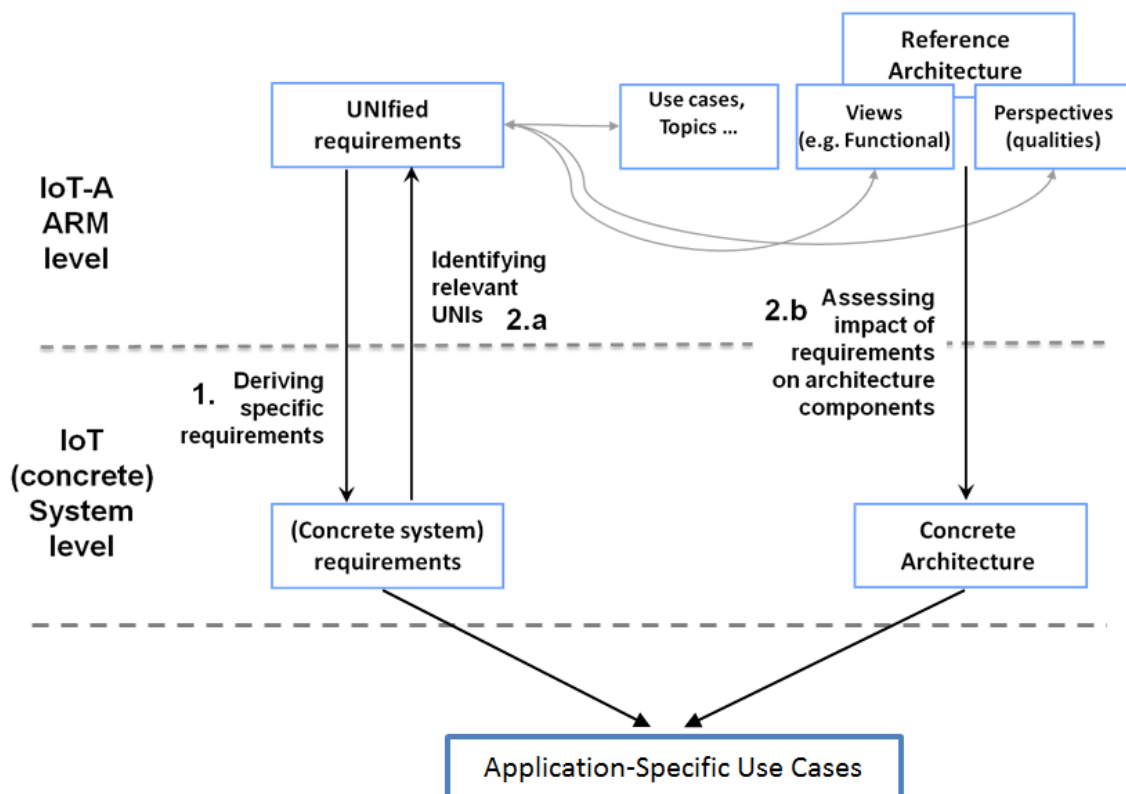 Reference
Architecture
UNIfied
requirements
Use cases,
Topics ...
Views
(e.g. Functional)
Perspectives
(qualities)
IoT-A
ARM
level
Identifying
relevant
UNIs 2.a
2.b Assessing
impact of
requirements
on architecture
components
1. Deriving
specific
requirements
IoT
(concrete)
System
level
(Concrete system)
requirements
Concrete
Architecture
Application-Specific Use Cases